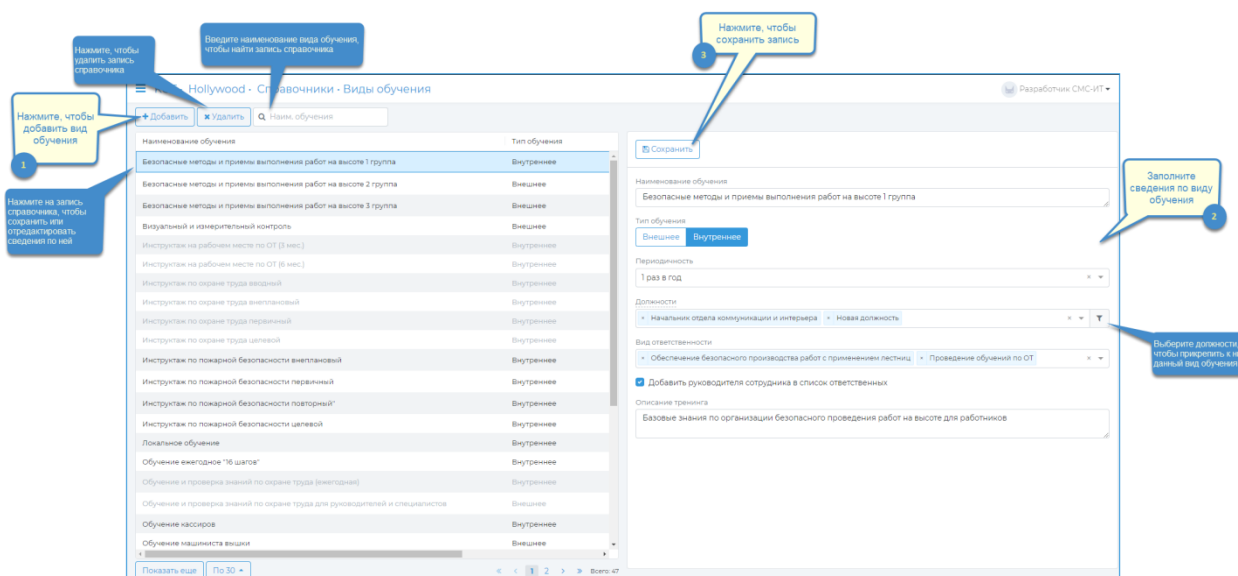 Нажмите, чтобы
удалить запись
справочника
Введите наименование вида обучения,
чтобы найти запись справочника
Нажмите, чтобы
сохранить запись
3
Hollywood • Справочники • Виды обучения
Разработчик СМС-ИТ
Нажмите, чтобы
добавить вид
обучения
1
Добавить
Удалить
Наим. обучения
Сохранить
Заполните
сведения по виду
обучения
2
Нажмите на запись
справочника, чтобы
сохранить или
отредактировать
сведения по ней
Наименование обучения Тип обучения
Безопасные методы и приемы выполнения работ на высоте 1 группа Внутреннее
Безопасные методы и приемы выполнения работ на высоте 2 группа Внешнее
Безопасные методы и приемы выполнения работ на высоте 3 группа Внешнее
Визуальный и измерительный контроль Внешнее
Инструктаж на рабочем месте по ОТ (3 мес.) Внутреннее
Инструктаж на рабочем месте по ОТ (6 мес.) Внутреннее
Инструктаж по охране труда вводный Внутреннее
Инструктаж по охране труда внеплановый Внутреннее
Инструктаж по охране труда первичный Внутреннее
Инструктаж по охране труда целевой Внутреннее
Инструктаж по пожарной безопасности внеплановый Внутреннее
Инструктаж по пожарной безопасности первичный Внутреннее
Инструктаж по пожарной безопасности повторный" Внутреннее
Инструктаж по пожарной безопасности целевой Внутреннее
Локальное обучение Внутреннее
Обучение ежегодное "16 шагов" Внутреннее
Обучение и проверка знаний по охране труда (ежегодная) Внутреннее
Обучение и проверка знаний по охране труда для руководителей и специалистов Внешнее
Обучение кассиров Внутреннее
Обучение машиниста вышки Внешнее
Показать еще
По 30
« ‹ 1 2 › » Всего: 47
Наименование обучения
Безопасные методы и приемы выполнения работ на высоте 1 группа
Тип обучения
Внешнее Внутреннее
Периодичность
1 раз в год
Должности
Начальник отдела коммуникации и интерьера × Новая должность
Вид ответственности
Обеспечение безопасного производства работ с применением лестниц × Проведение обучений по ОТ
Добавить руководителя сотрудника в список ответственных
Описание тренинга
Базовые знания по организации безопасного проведения работ на высоте для работников
Выберите должности,
чтобы прикрепить к
данный вид обучения